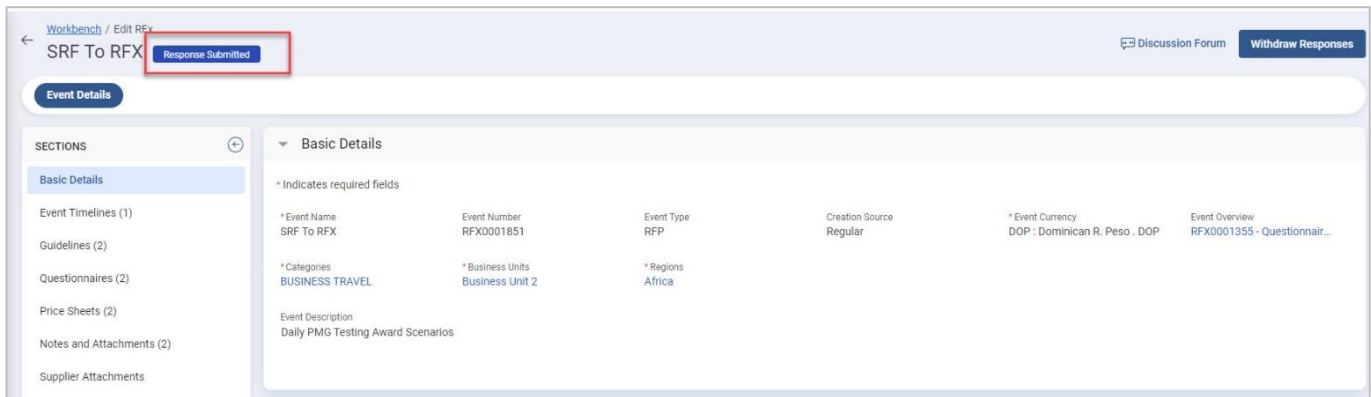 Workbench / Edit RFx
SRF To RFX Response Submitted
Discussion Forum Withdraw Responses
Event Details
SECTIONS
Basic Details
Event Timelines (1)
Guidelines (2)
Questionnaires (2)
Price Sheets (2)
Notes and Attachments (2)
Supplier Attachments
Basic Details
* Indicates required fields
* Event Name Event Number Event Type Creation Source * Event Currency Event Overview
SRF To RFX RFX0001851 RFP Regular DOP : Dominican R. Peso . DOP RFX0001355 - Questionnair...
* Categories * Business Units * Regions
BUSINESS TRAVEL Business Unit 2 Africa
Event Description
Daily PMG Testing Award Scenarios